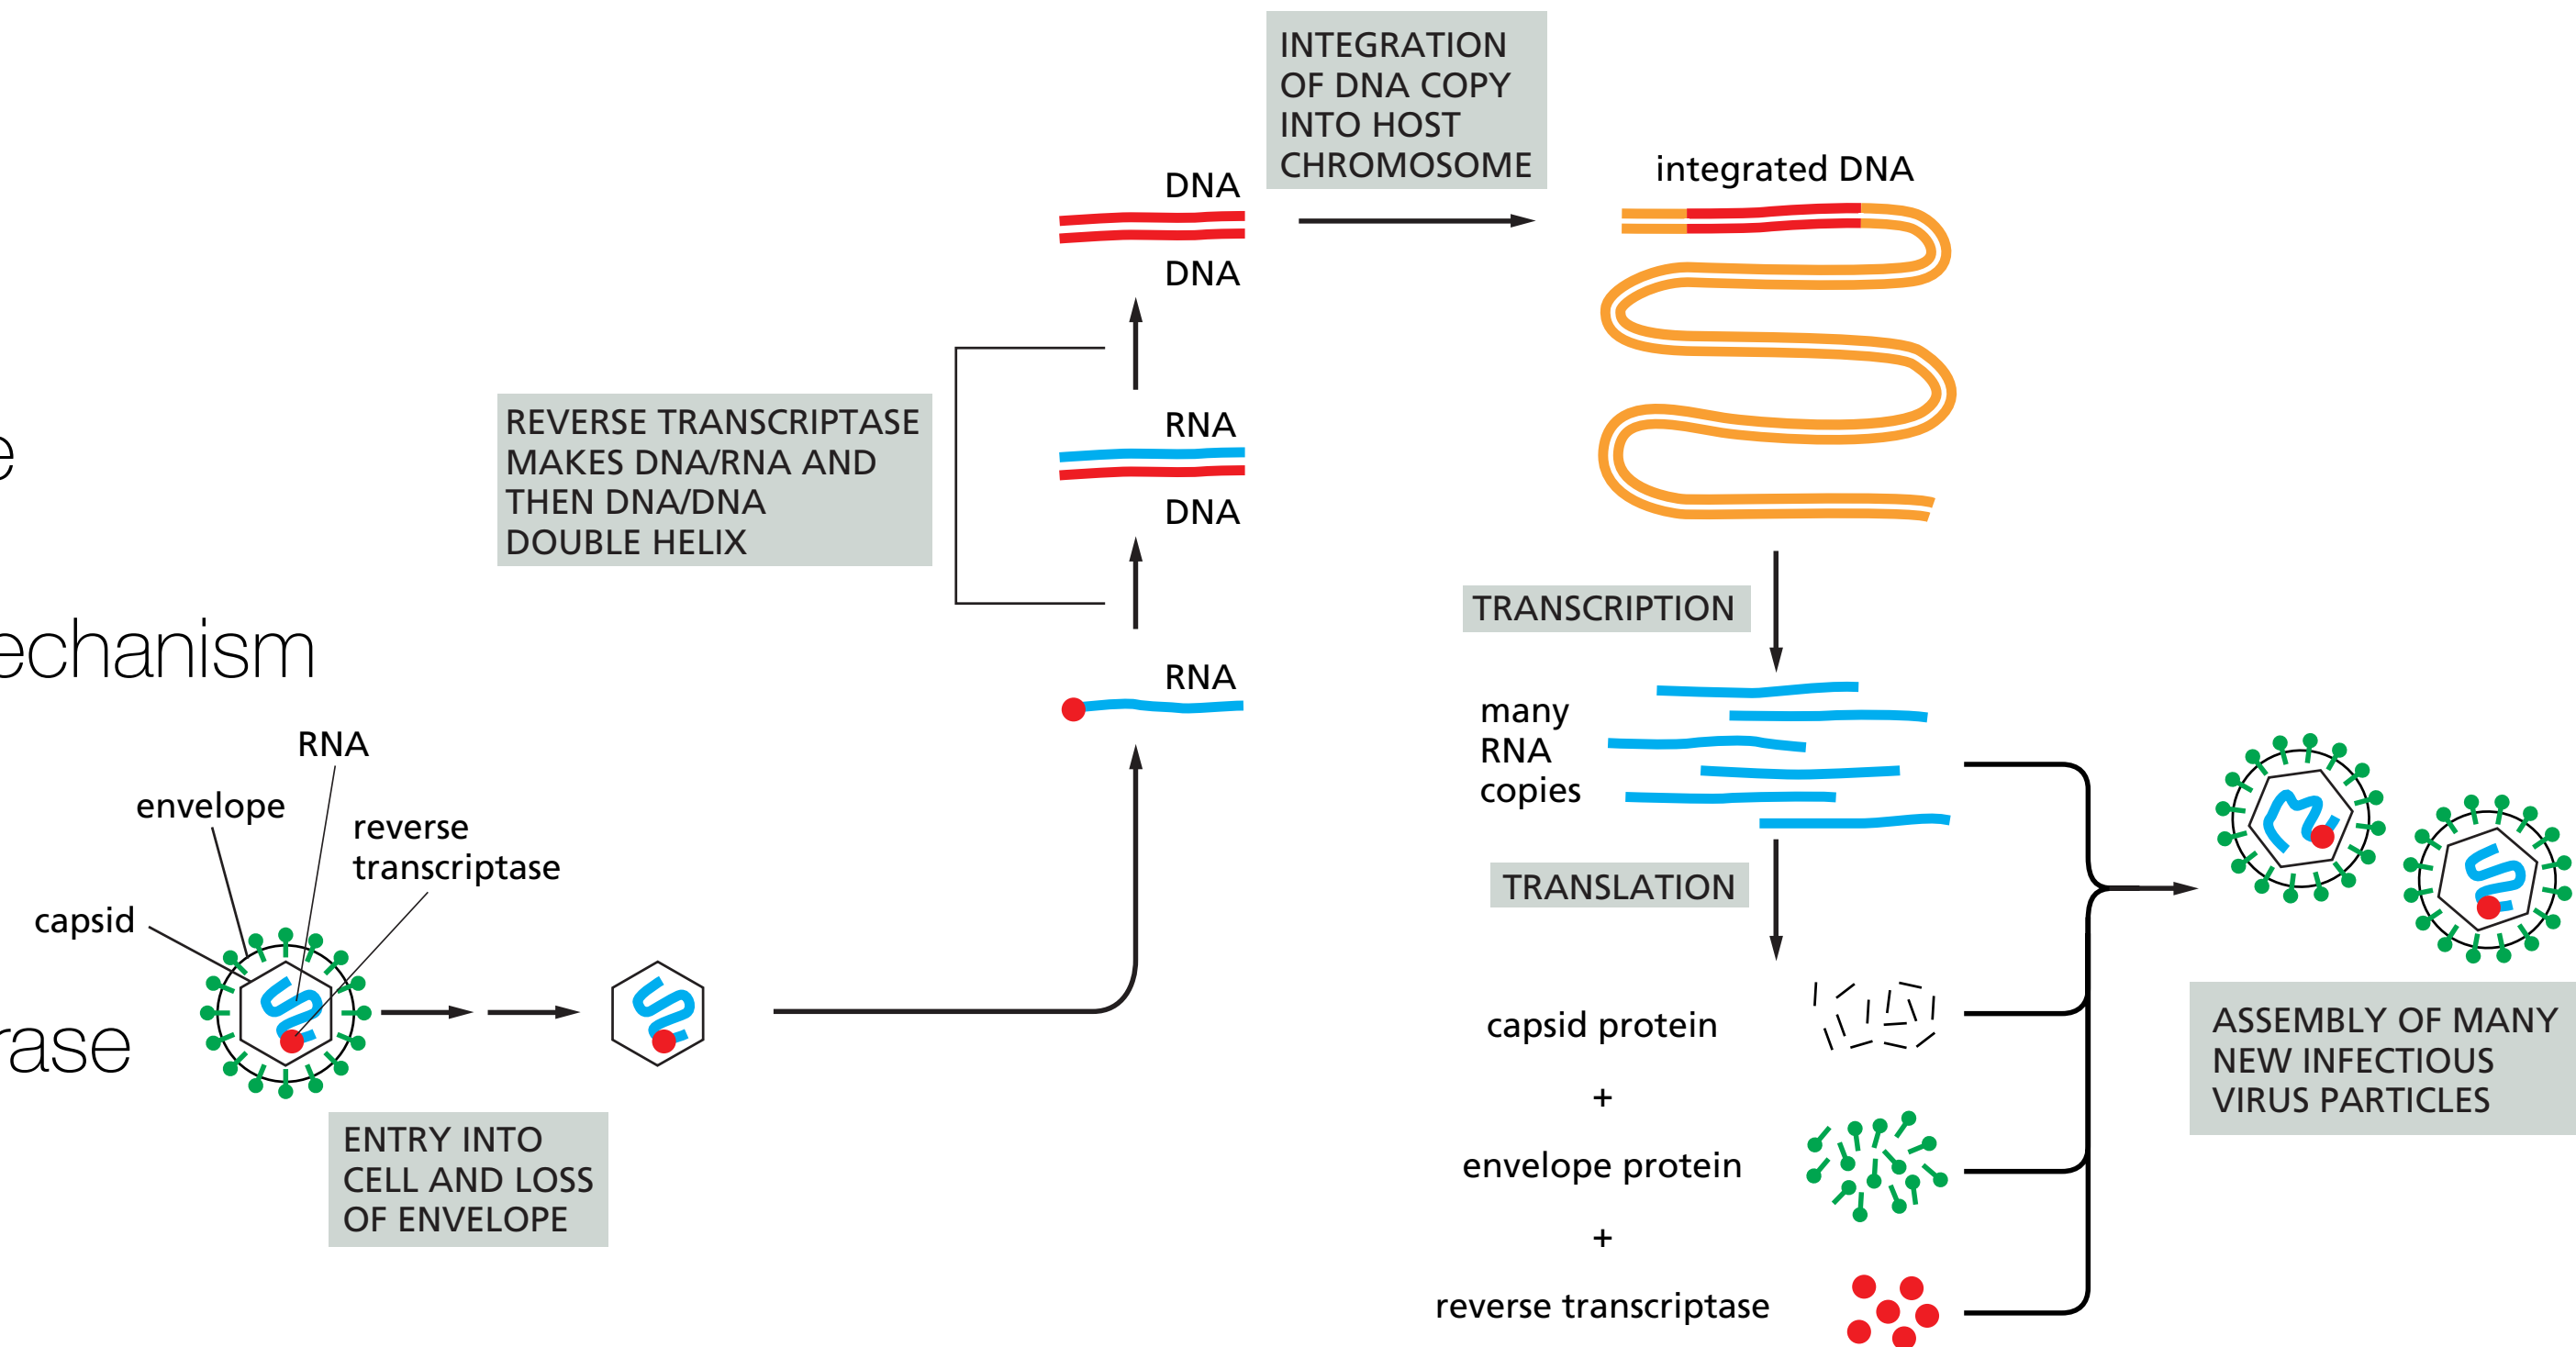 e
echanism
rase
RNA
envelope
reverse
transcriptase
capsid
ENTRY INTO
CELL AND LOSS
OF ENVELOPE
REVERSE TRANSCRIPTASE
MAKES DNA/RNA AND
THEN DNA/DNA
DOUBLE HELIX
RNA
RNA
DNA
DNA
DNA
INTEGRATION
OF DNA COPY
INTO HOST
CHROMOSOME
integrated DNA
TRANSCRIPTION
many
RNA
copies
TRANSLATION
capsid protein
+
envelope protein
+
reverse transcriptase
ASSEMBLY OF MANY
NEW INFECTIOUS
VIRUS PARTICLES